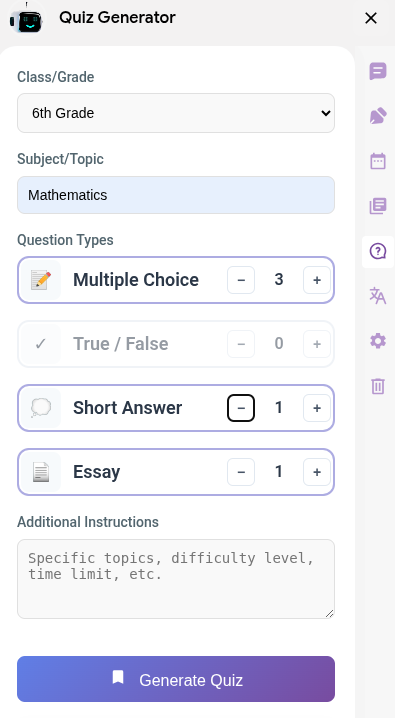 Quiz Generator
Class/Grade
6th Grade
Subject/Topic
Mathematics
Question Types
Multiple Choice − 3 +
True / False − 0 +
Short Answer − 1 +
Essay − 1 +
Additional Instructions
Specific topics, difficulty level,
time limit, etc.
Generate Quiz